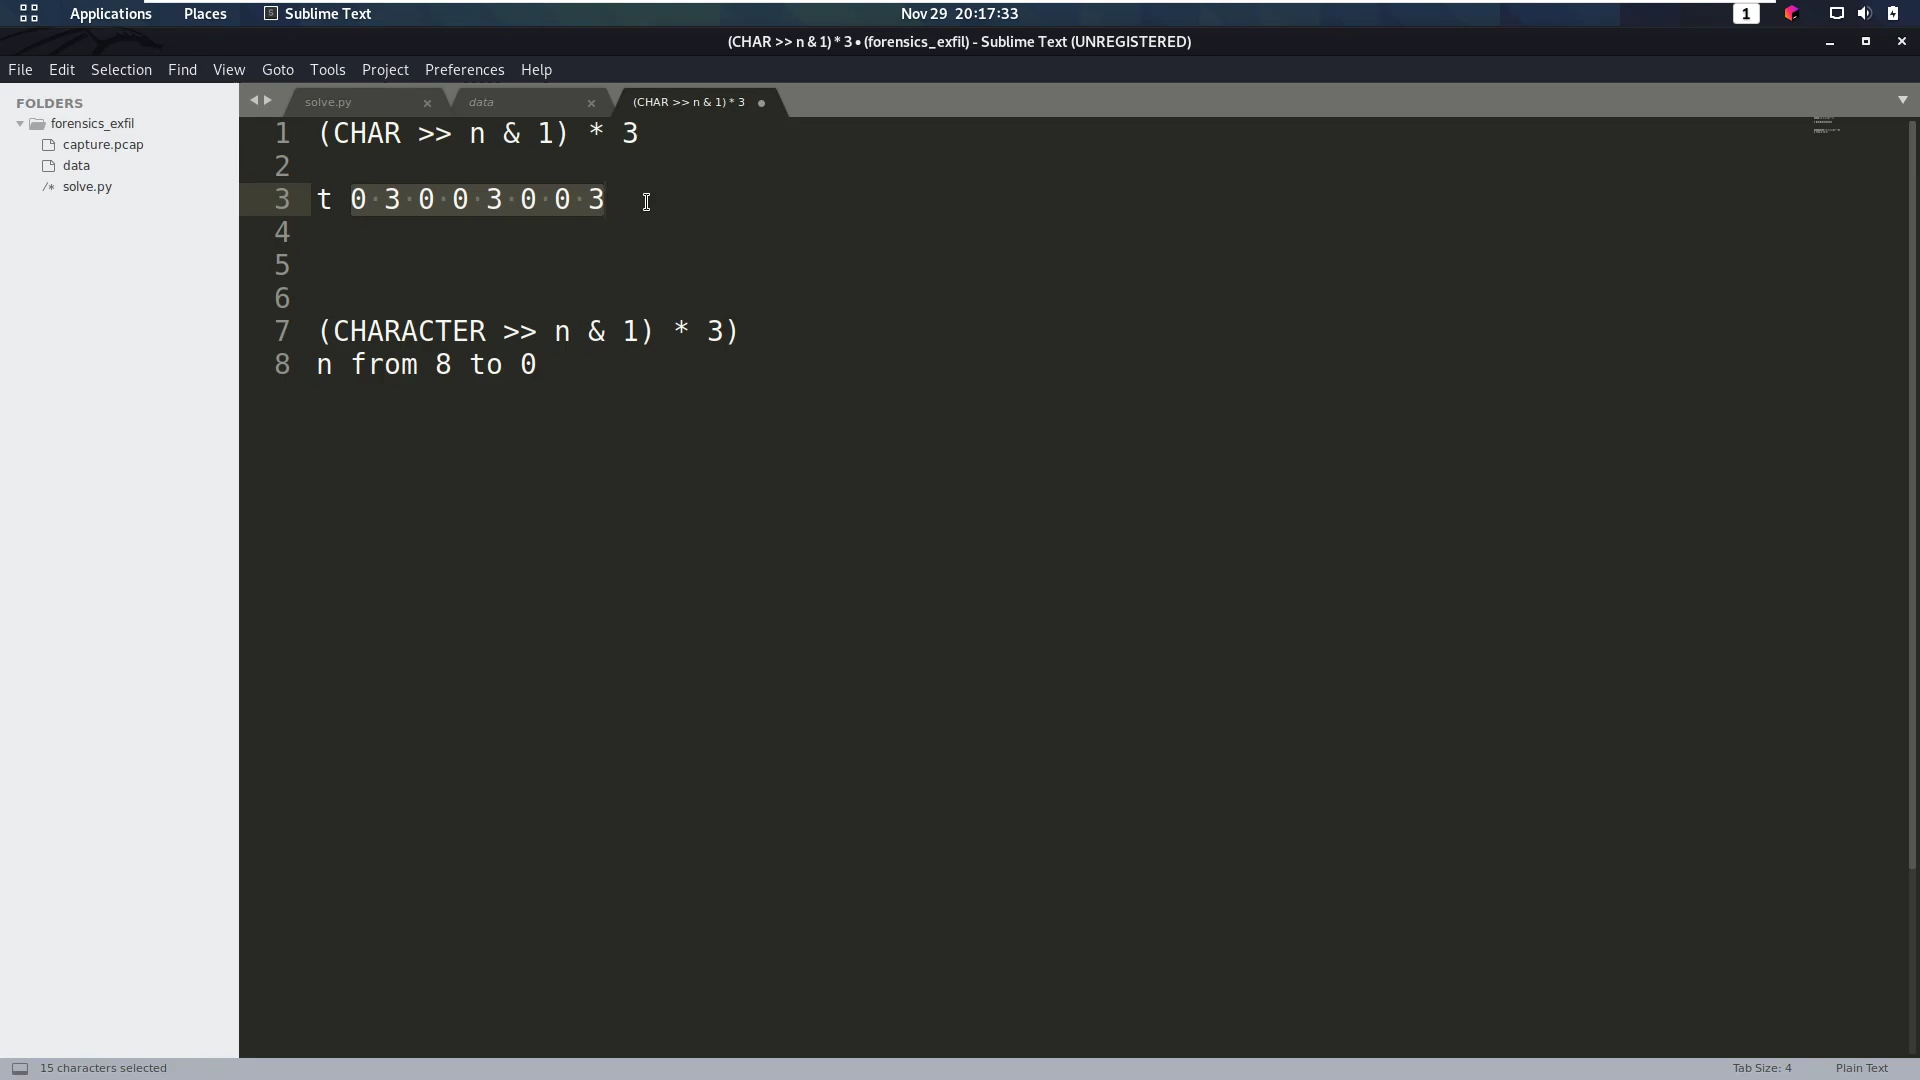 Applications Places Sublime Text Nov 29 20:17:33 1
(CHAR >> n & 1) * 3 • (forensics_exfil) - Sublime Text (UNREGISTERED)
File Edit Selection Find View Goto Tools Project Preferences Help
FOLDERS
forensics_exfil
capture.pcap
data
/* solve.py
solve.py data (CHAR >> n & 1) * 3
1 (CHAR >> n & 1) * 3
2
3 t 0 3 0 0 3 0 0 3
4
5
6
7 (CHARACTER >> n & 1) * 3)
8 n from 8 to 0
15 characters selected Tab Size: 4 Plain Text